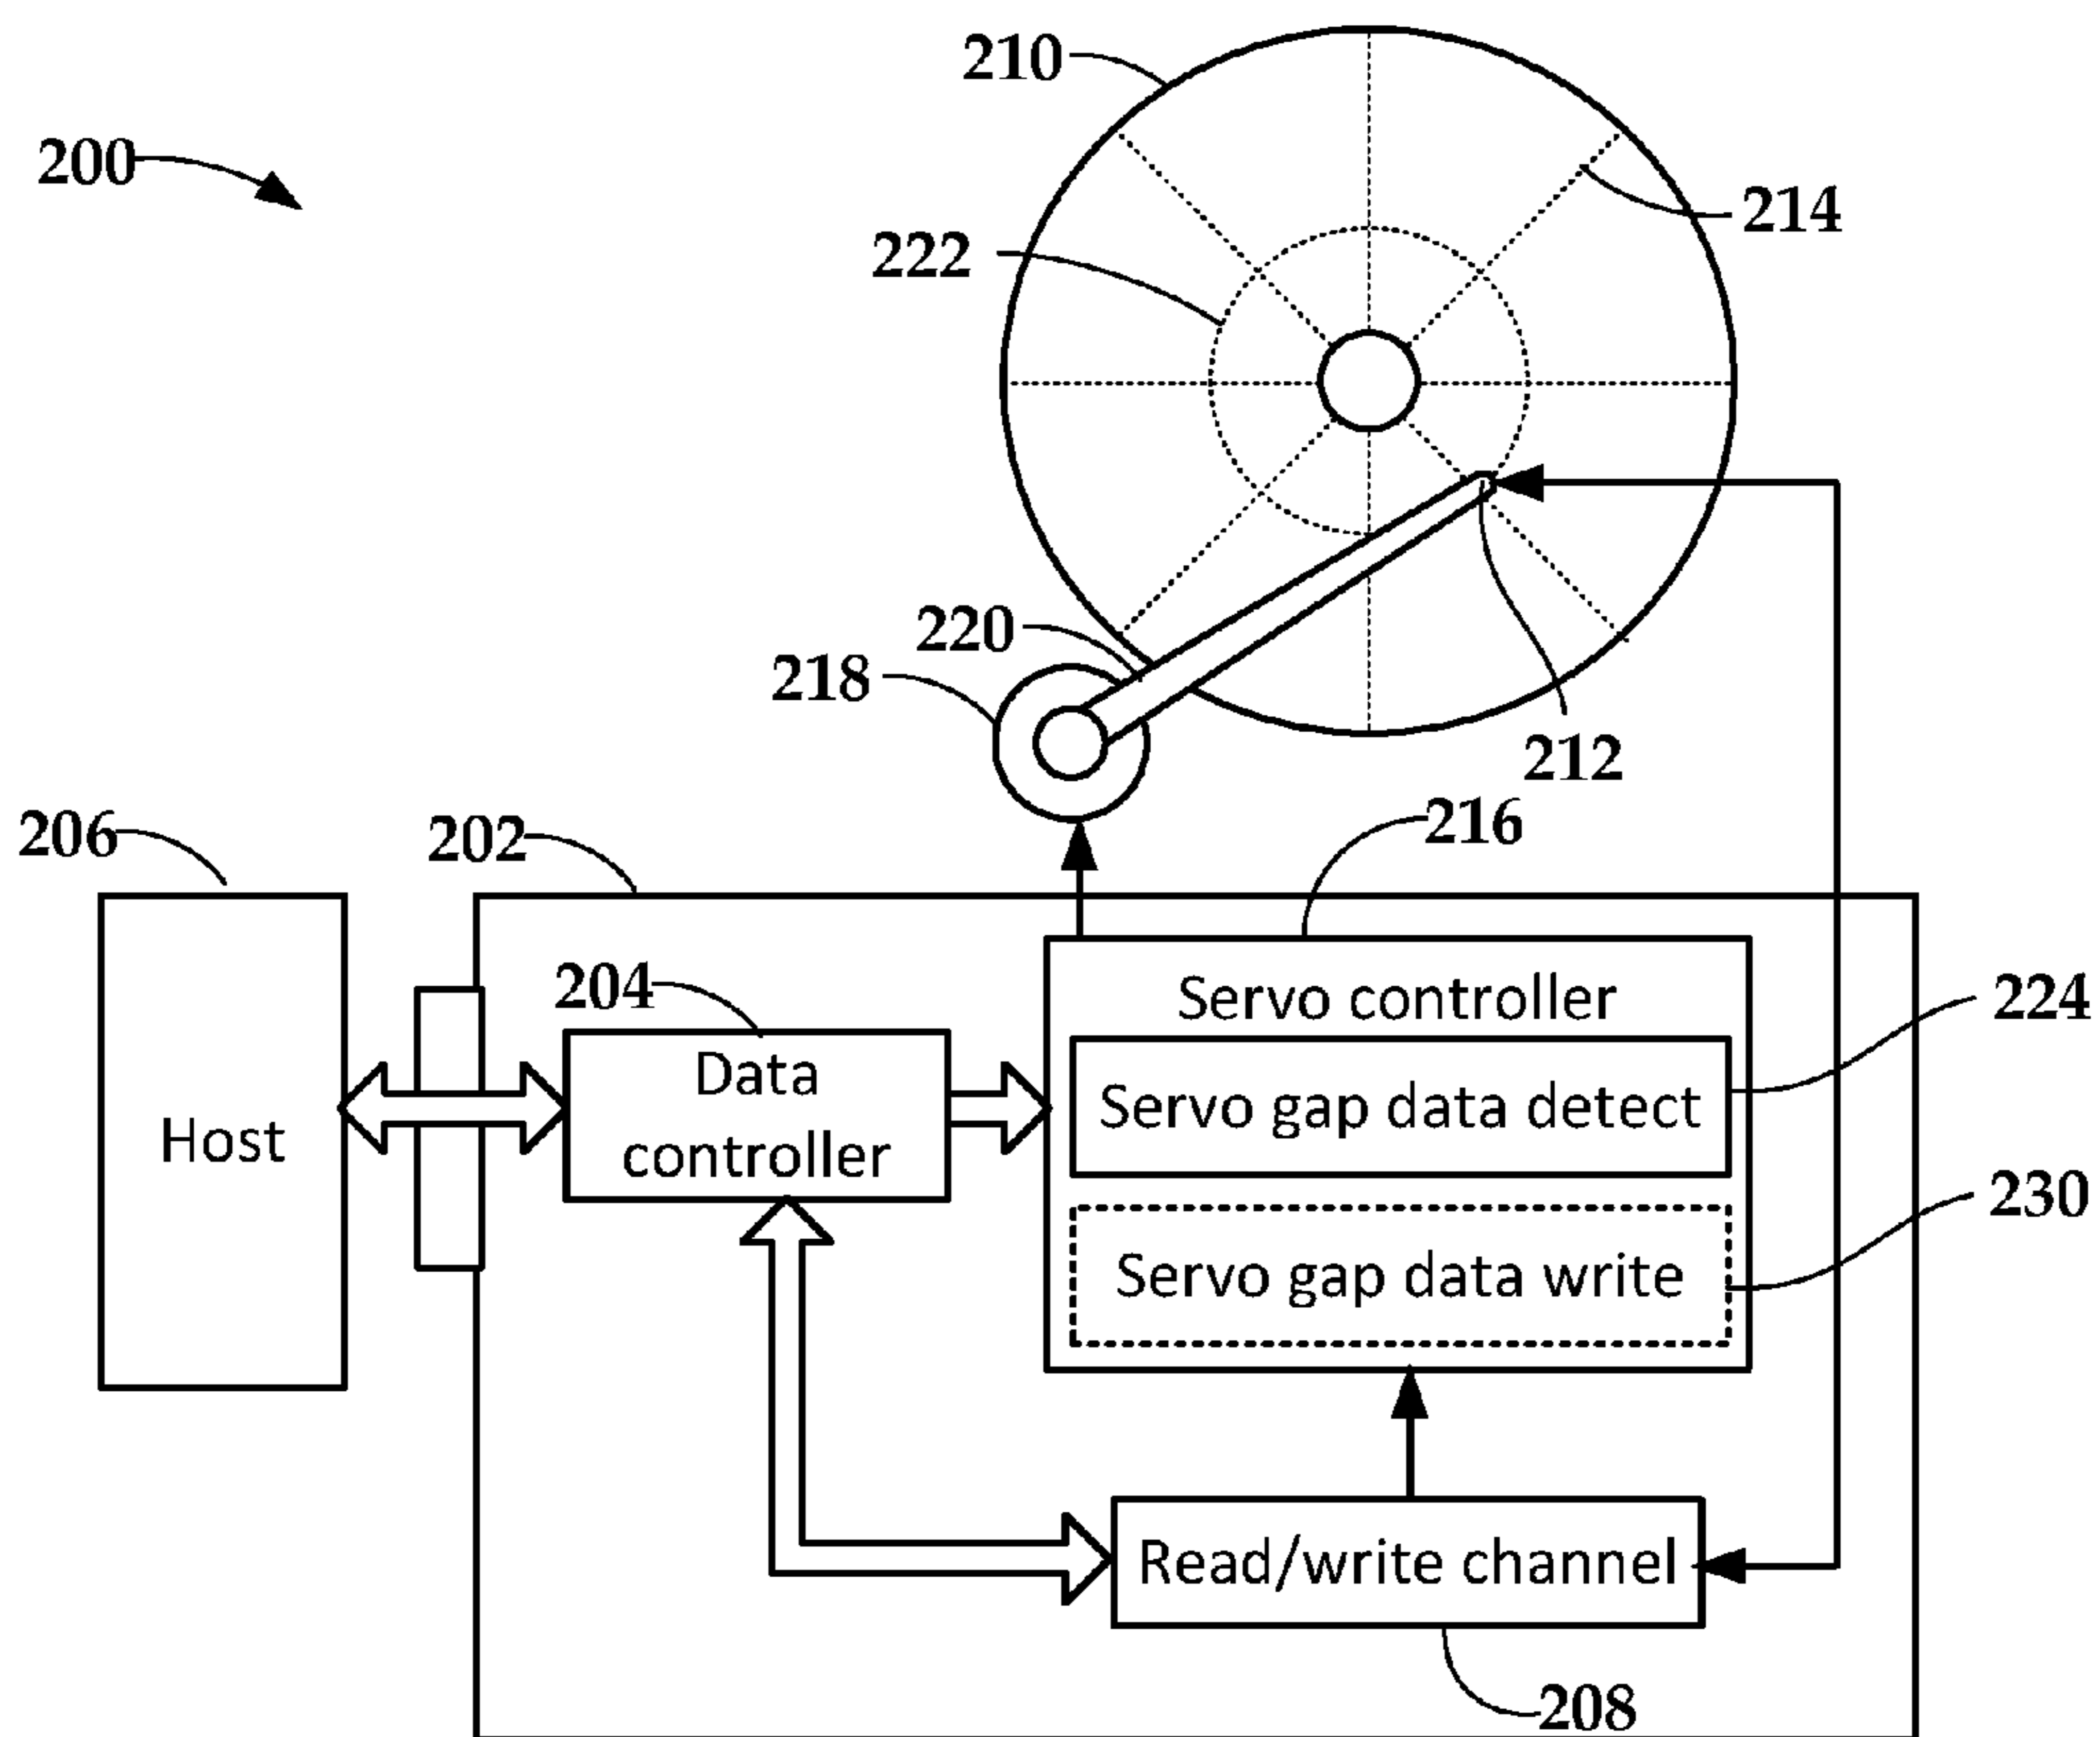 210
200
214
222
220
218
212
206
202
216
204
Servo controller
224
Data
controller
Servo gap data detect
Host
230
Servo gap data write
Read/write channel
208